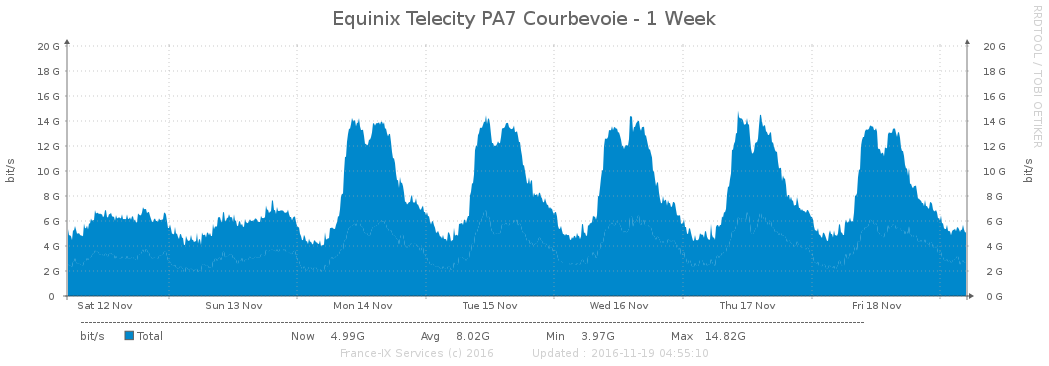 Equinix Telecity PA7 Courbevoie - 1 Week
RRDTOOL / TOBI OETIKER
bit/s
20 G 20 G
18 G 18 G
16 G 16 G
14 G 14 G
12 G 12 G
10 G 10 G
8 G 8 G
6 G 6 G
4 G 4 G
2 G 2 G
0 0 G
bit/s
Sat 12 Nov Sun 13 Nov Mon 14 Nov Tue 15 Nov Wed 16 Nov Thu 17 Nov Fri 18 Nov
bit/s Total Now 4.99G Avg 8.02G Min 3.97G Max 14.82G
France-IX Services (c) 2016 Updated : 2016-11-19 04:55:10